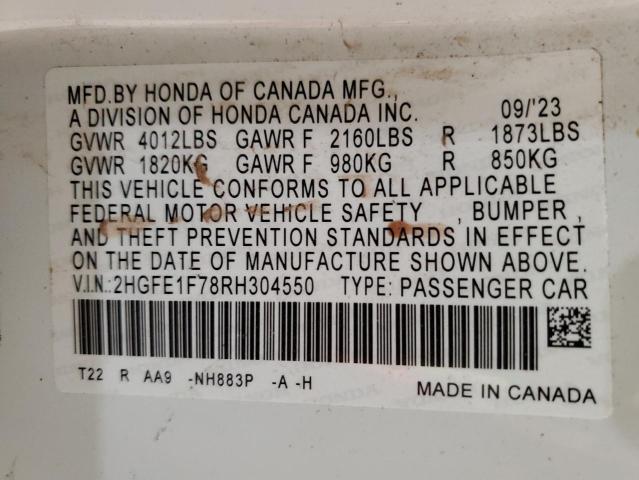 MFD.BY HONDA OF CANADA MFG.,
A DIVISION OF HONDA CANADA INC. 09/'23
GVWR 4012LBS GAWR F 2160LBS R 1873LBS
GVWR 1820KG GAWR F 980KG R 850KG
THIS VEHICLE CONFORMS TO ALL APPLICABLE
FEDERAL MOTOR VEHICLE SAFETY , BUMPER ,
AND THEFT PREVENTION STANDARDS IN EFFECT
ON THE DATE OF MANUFACTURE SHOWN ABOVE.
V.I.N.:2HGFE1F78RH304550 TYPE: PASSENGER CAR
T22 R AA9 -NH883P -A -H
MADE IN CANADA